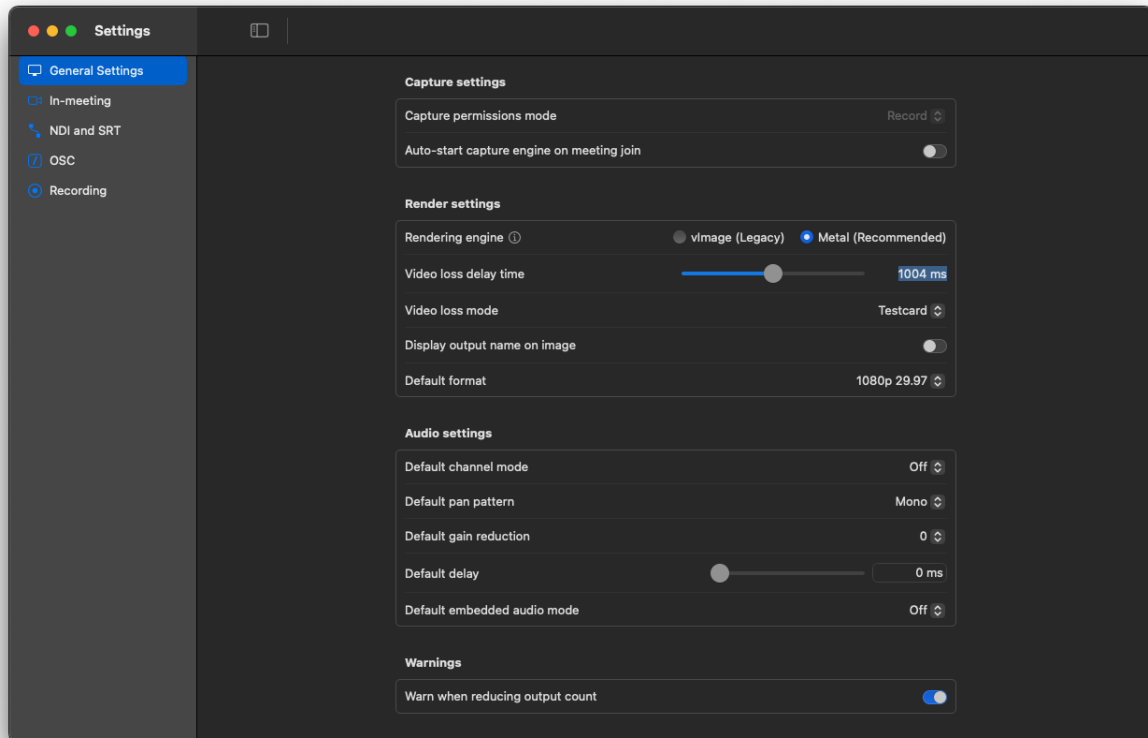 Settings
General Settings
In-meeting
NDI and SRT
OSC
Recording
Capture settings
Capture permissions mode Record
Auto-start capture engine on meeting join
Render settings
Rendering engine vImage (Legacy) Metal (Recommended)
Video loss delay time 1004 ms
Video loss mode Testcard
Display output name on image
Default format 1080p 29.97
Audio settings
Default channel mode Off
Default pan pattern Mono
Default gain reduction 0
Default delay 0 ms
Default embedded audio mode Off
Warnings
Warn when reducing output count